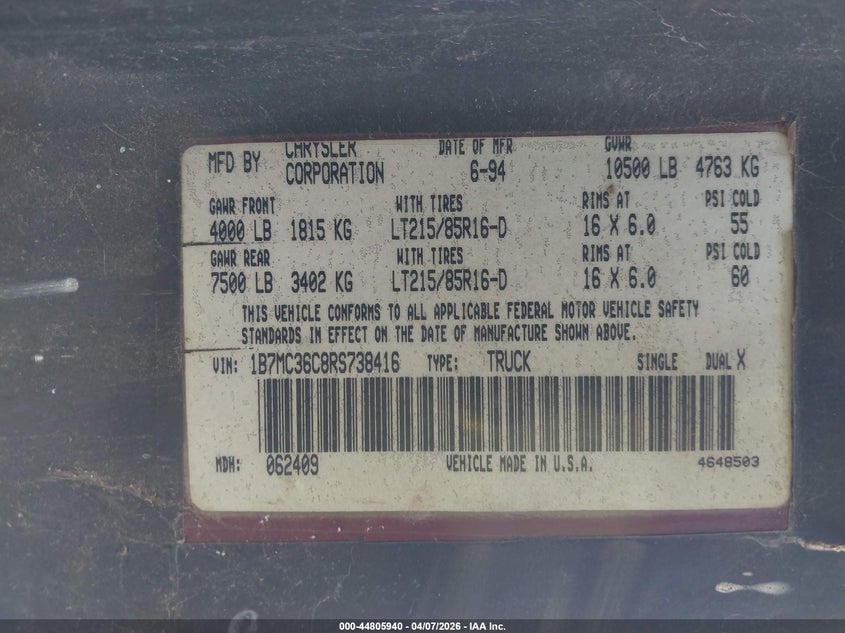 MFD BY CHRYSLER CORPORATION DATE OF MFR 6-94 GVWR 10500 LB 4763 KG
GAWR FRONT WITH TIRES RIMS AT PSI COLD
4000 LB 1815 KG LT215/85R16-D 16 X 6.0 55
GAWR REAR WITH TIRES RIMS AT PSI COLD
7500 LB 3402 KG LT215/85R16-D 16 X 6.0 60
THIS VEHICLE CONFORMS TO ALL APPLICABLE FEDERAL MOTOR VEHICLE SAFETY
STANDARDS IN EFFECT ON THE DATE OF MANUFACTURE SHOWN ABOVE.
VIN: 1B7MC36C8RS738416 TYPE: TRUCK SINGLE DUAL X
MDH: 062409 VEHICLE MADE IN U.S.A. 4648503
000-44805940 - 04/07/2026 - IAA Inc.